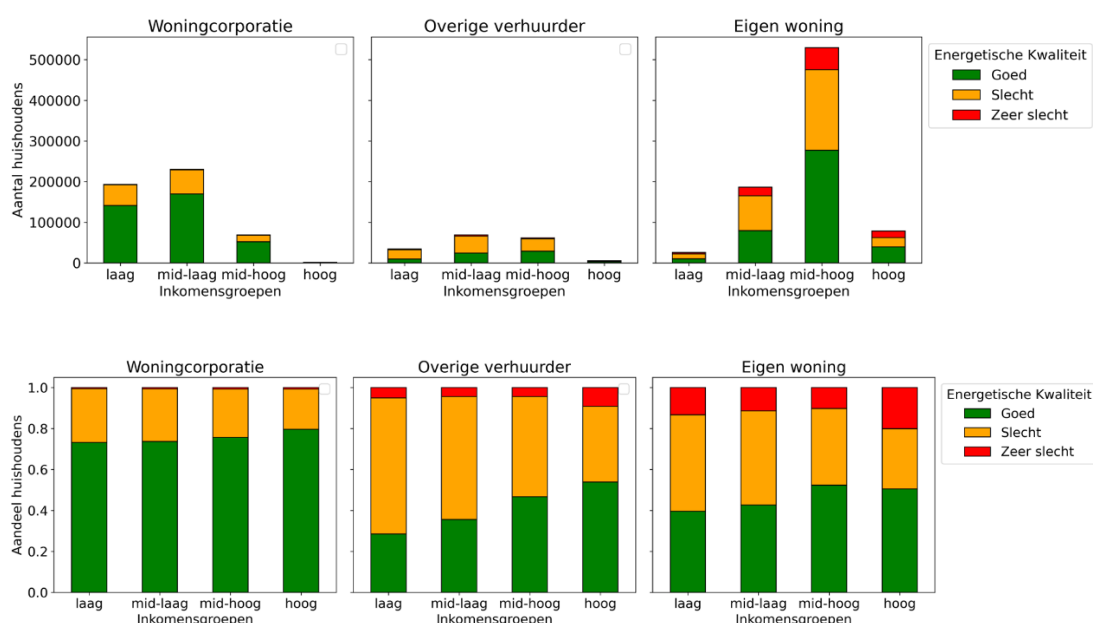 Woningcorporatie
Overige verhuurder
Eigen woning
Aantal huishoudens
500000
400000
300000
200000
100000
0
laag mid-laag mid-hoog hoog
Inkomensgroepen
laag mid-laag mid-hoog hoog
Inkomensgroepen
laag mid-laag mid-hoog hoog
Inkomensgroepen
Energetische Kwaliteit
Goed
Slecht
Zeer slecht
Woningcorporatie
Overige verhuurder
Eigen woning
Aandeel huishoudens
1.0
0.8
0.6
0.4
0.2
0.0
laag mid-laag mid-hoog hoog
Inkomensgroepen
laag mid-laag mid-hoog hoog
Inkomensgroepen
laag mid-laag mid-hoog hoog
Inkomensgroepen
Energetische Kwaliteit
Goed
Slecht
Zeer slecht